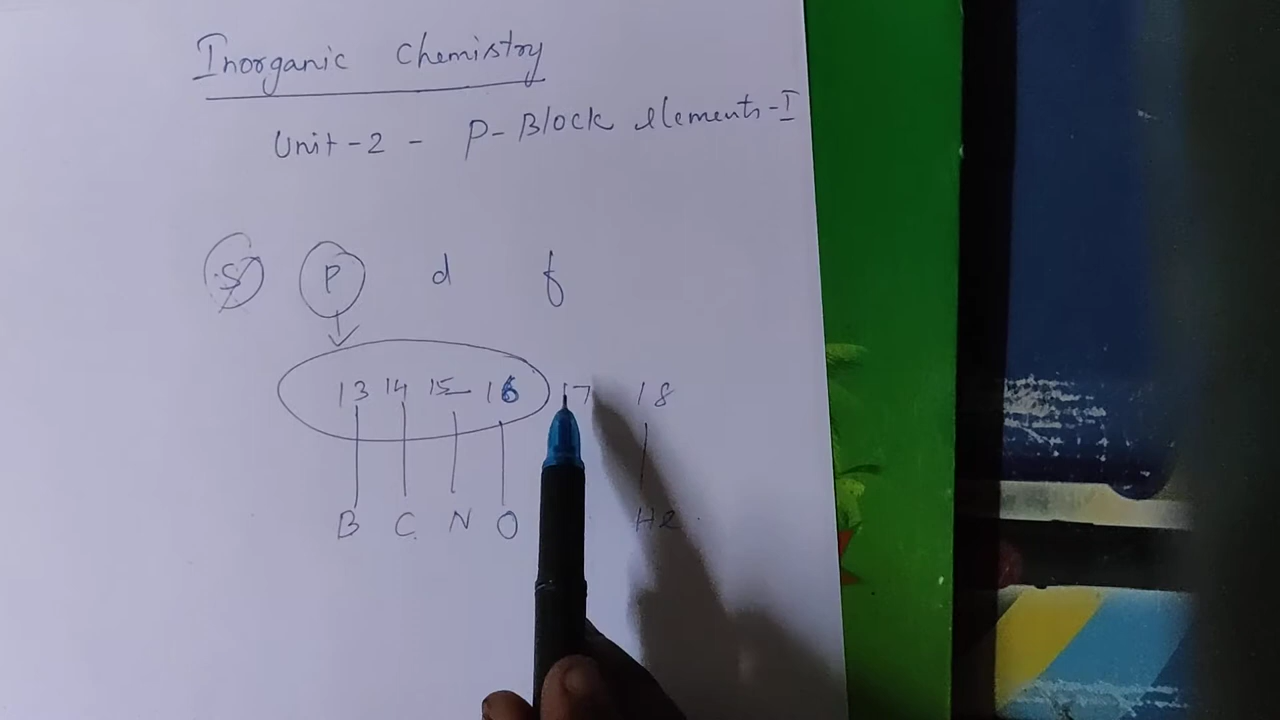 Inorganic Chemistry
Unit-2 - P-Block elements-I
S P d f
13 14 15 16 17 18
B C N O He